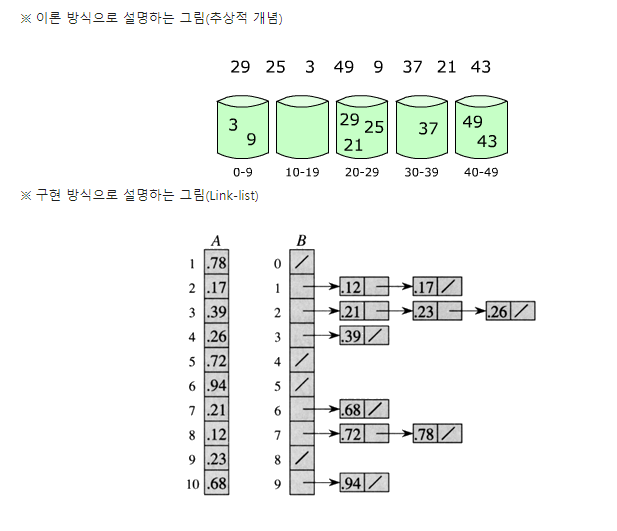 ※ 이론 방식으로 설명하는 그림(추상적 개념)
29 25 3 49 9 37 21 43
3 29 25 37 49
9 21 43
0-9 10-19 20-29 30-39 40-49
※ 구현 방식으로 설명하는 그림(Link-list)
A B
1 .78 0 /
2 .17 1 .12 .17 /
3 .39 2 .21 .23 .26 /
4 .26 3 .39 /
5 .72 4 /
6 .94 5 /
7 .21 6 .68 /
8 .12 7 .72 .78 /
9 .23 8 /
10 .68 9 .94 /